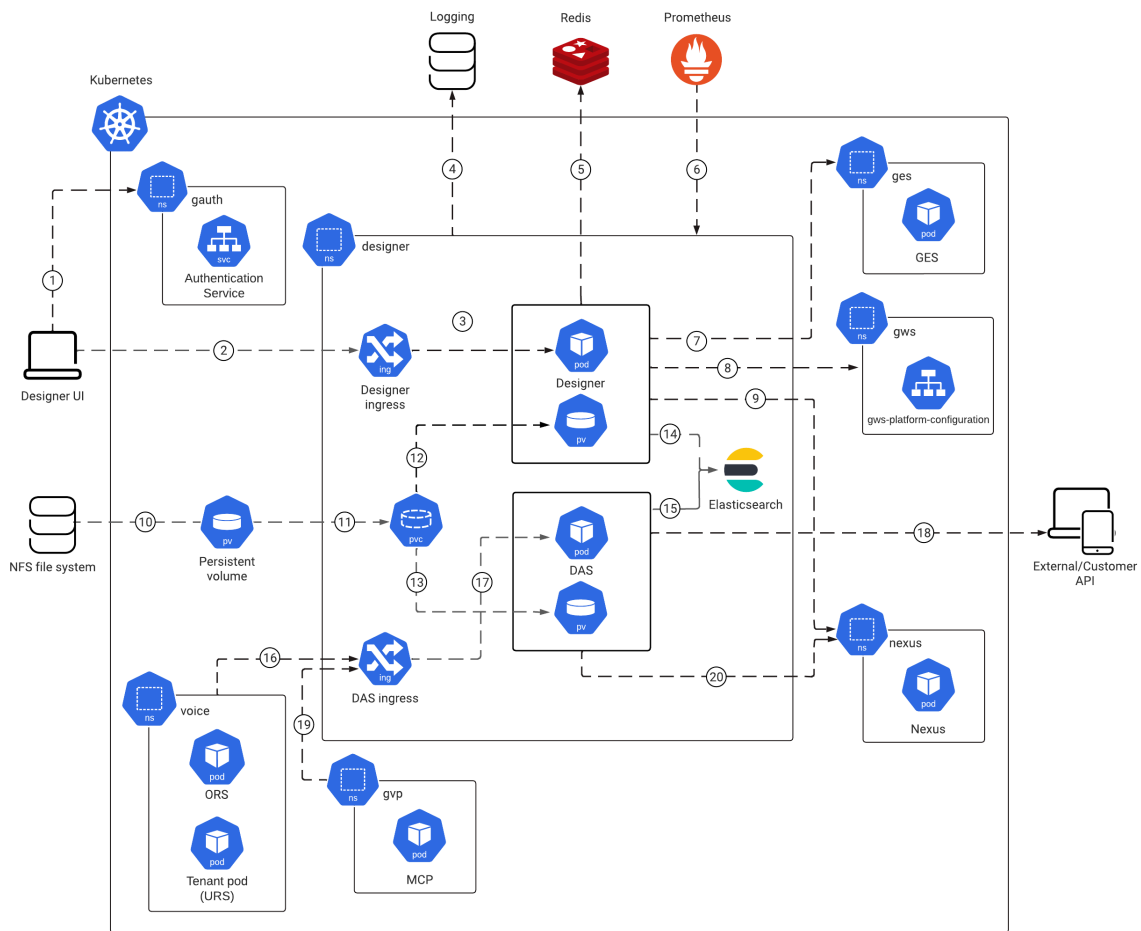 Logging
Redis
Prometheus
Kubernetes
4
5
6
ns
gauth
svc
Authentication
Service
1
ns
designer
ns
ges
pod
GES
2
Designer UI
ing
Designer
ingress
3
pod
Designer
pv
7
8
9
ns
gws
gws-platform-configuration
12
14
15
Elasticsearch
NFS file system
10
pv
Persistent
volume
11
pvc
13
17
pod
DAS
pv
18
External/Customer
API
16
ing
DAS ingress
19
20
ns
nexus
pod
Nexus
ns
voice
pod
ORS
pod
Tenant pod
(URS)
ns
gvp
pod
MCP